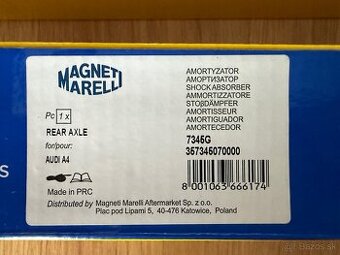 MAGNETI
MARELLI
AMORTYZATOR
АМОРТИЗАТОР
SHOCK ABSORBER
AMMORTIZZATORE
STOßDÄMPFER
AMORTISSEUR
AMORTIGUADOR
AMORTECEDOR
Pc 1 x
REAR AXLE
for/pour:
AUDI A4
7345G
357345070000
8 001063 666174
Made in PRC
Distributed by Magneti Marelli Aftermarket Sp. z o.o.
Plac pod Lipami 5, 40-476 Katowice, Poland